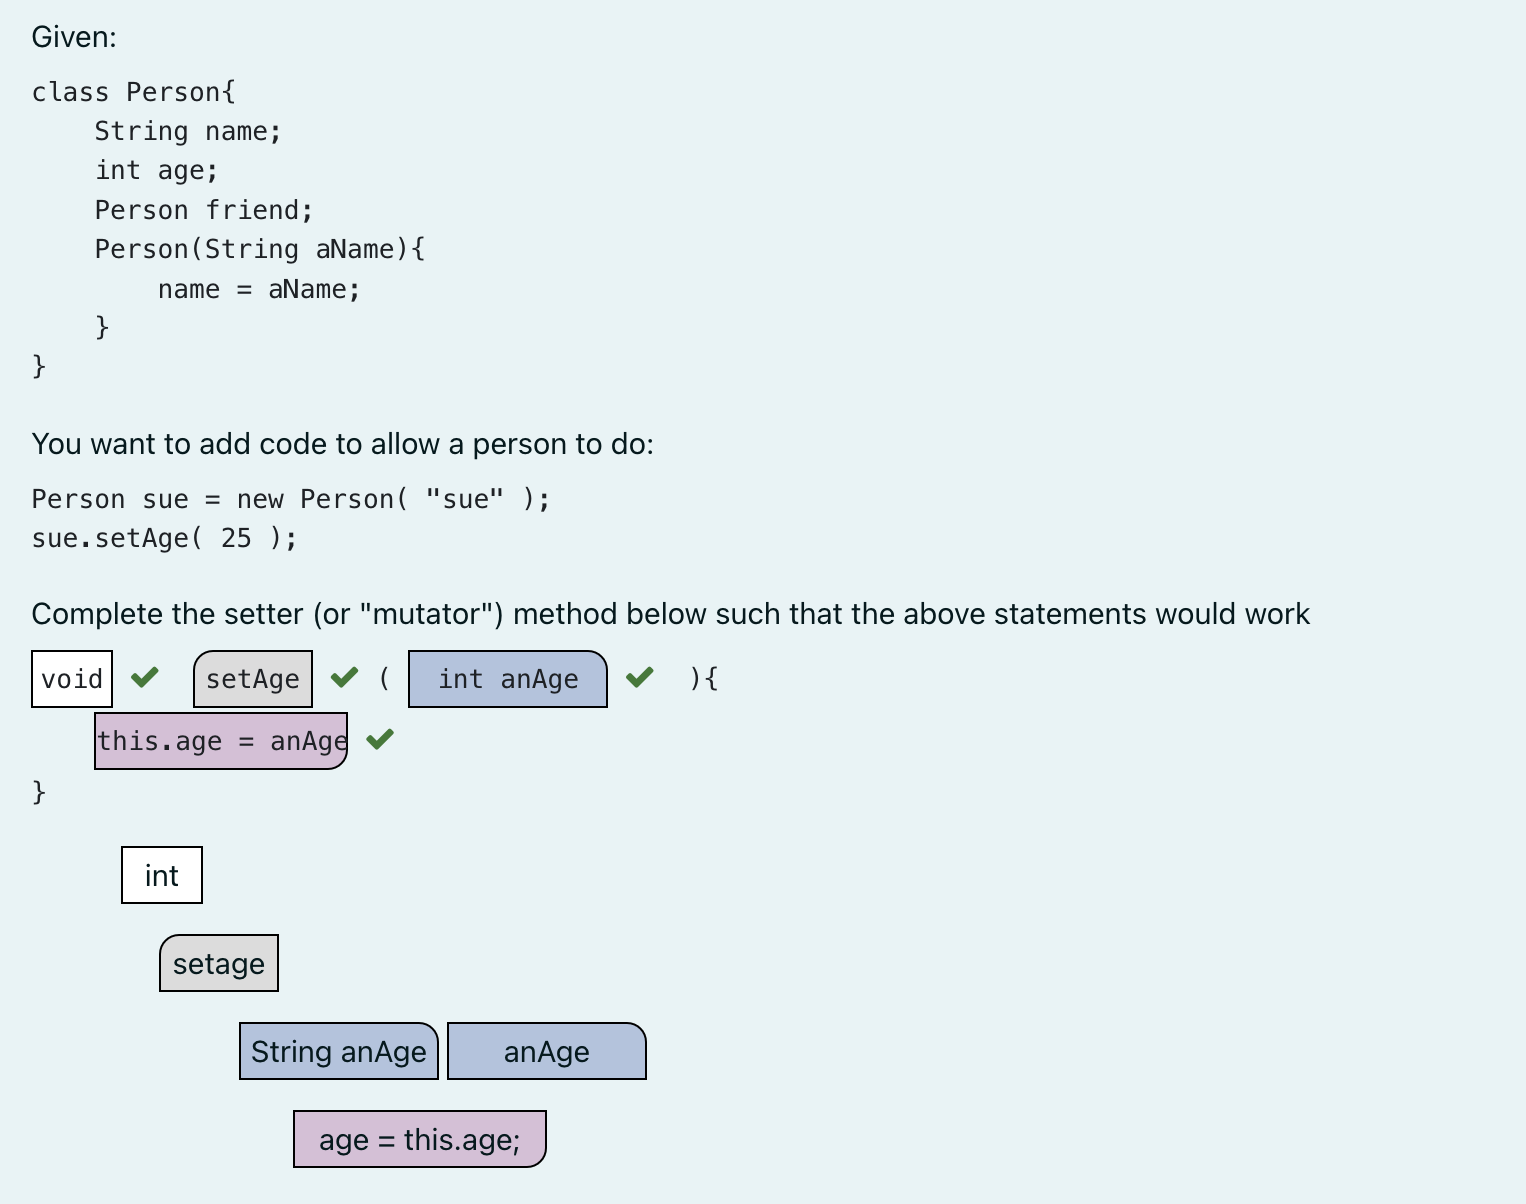 Given:
class Person{
    String name;
    int age;
    Person friend;
    Person(String aName){
        name = aName;
    }
}
You want to add code to allow a person to do:
Person sue = new Person( "sue" );
sue.setAge( 25 );
Complete the setter (or "mutator") method below such that the above statements would work
void setAge ( int anAge ){
    this.age = anAge
}
int
setage
String anAge anAge
age = this.age;